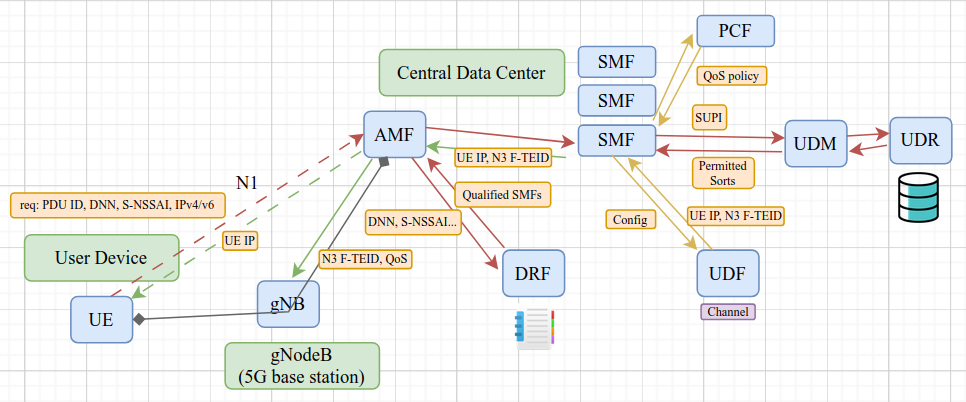 PCF
Central Data Center
SMF
QoS policy
SMF
SUPI
AMF
SMF
UDM
UDR
UE IP, N3 F-TEID
Permitted
Sorts
N1
Qualified SMFs
req: PDU ID, DNN, S-NSSAI, IPv4/v6
DNN, S-NSSAI...
Config
UE IP, N3 F-TEID
UE IP
User Device
N3 F-TEID, QoS
DRF
UDF
gNB
UE
Channel
gNodeB
(5G base station)